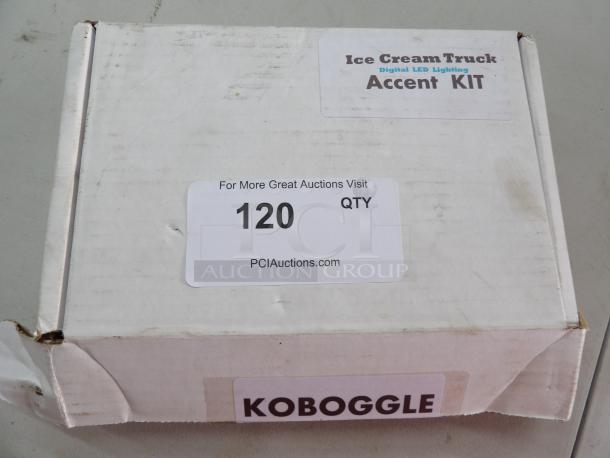 Ice Cream Truck
Digital LED Lighting
Accent KIT
For More Great Auctions Visit
120 QTY
PCI
PCIAuctions.com
AUCTION GROUP
KOBOGGLE